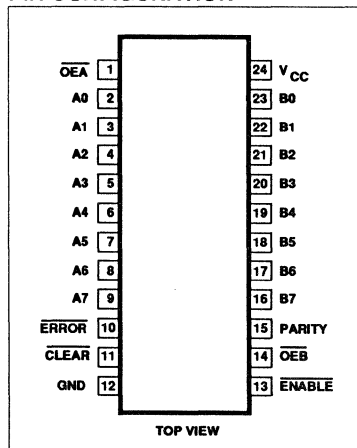 OEA 1 24 VCC
A0 2 23 B0
A1 3 22 B1
A2 4 21 B2
A3 5 20 B3
A4 6 19 B4
A5 7 18 B5
A6 8 17 B6
A7 9 16 B7
ERROR 10 15 PARITY
CLEAR 11 14 OEB
GND 12 13 ENABLE
TOP VIEW